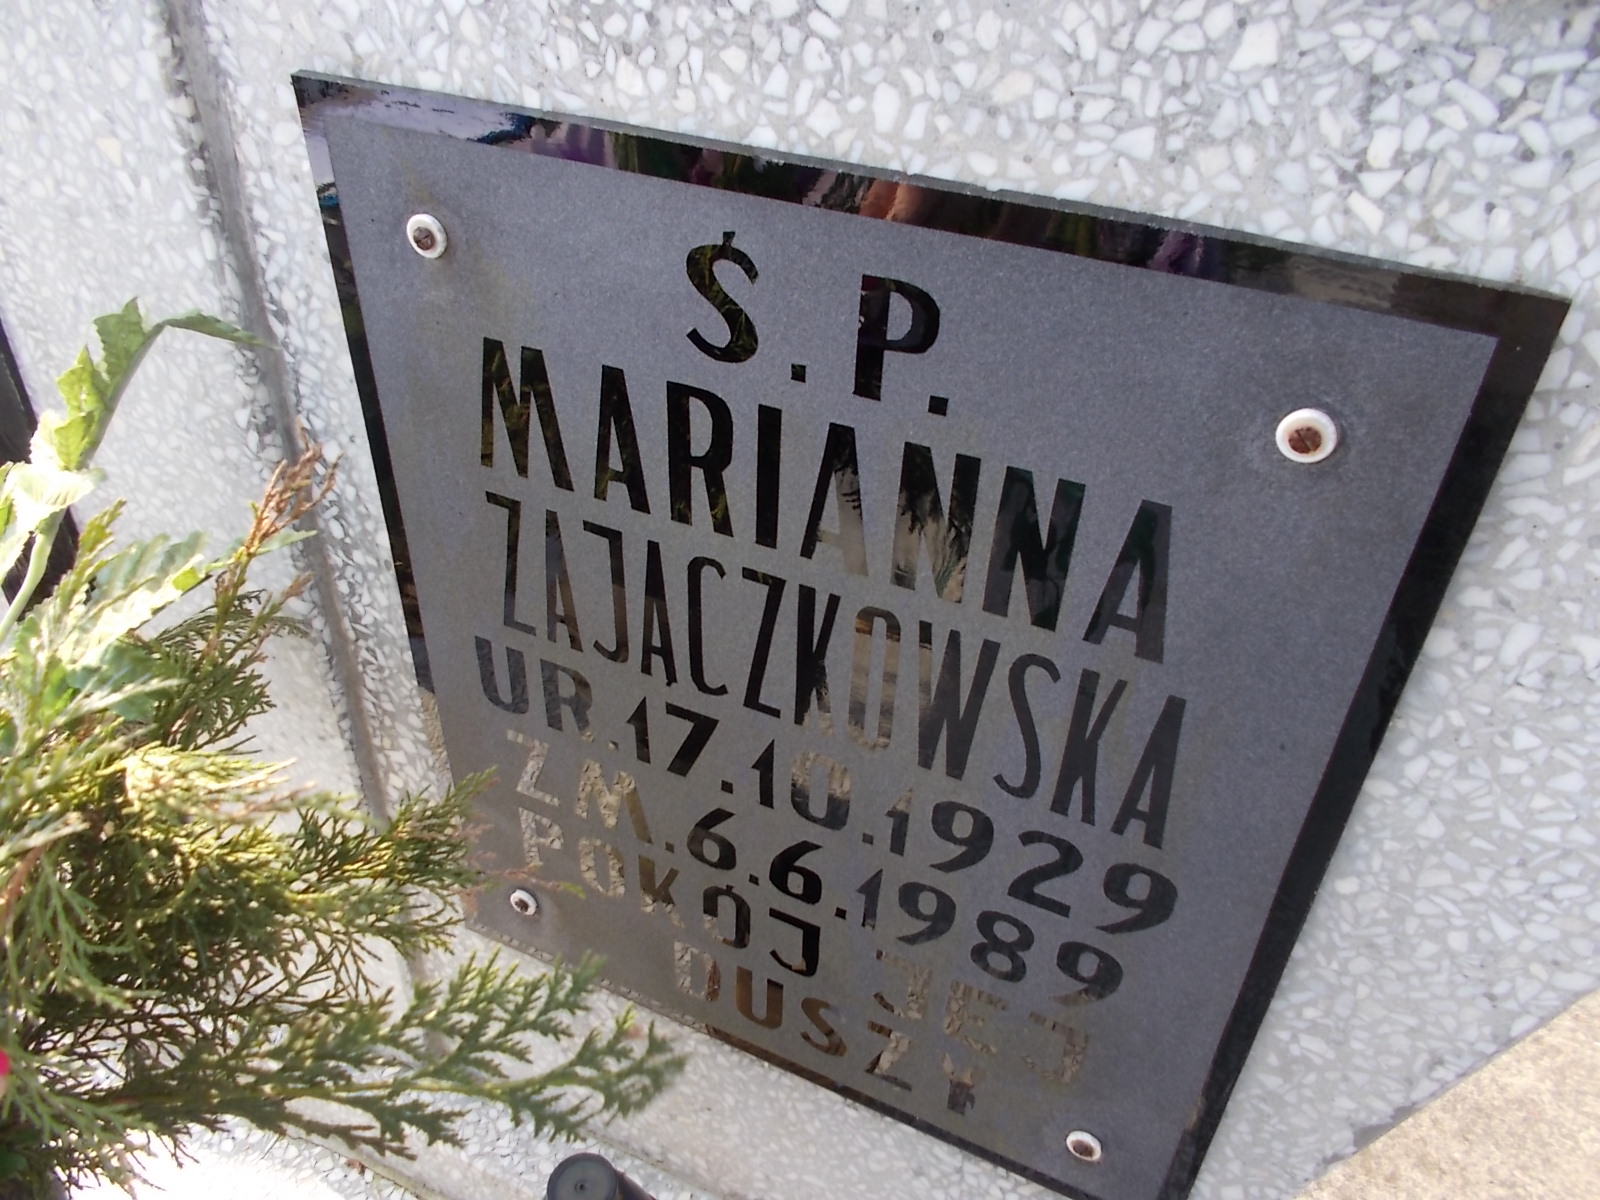 Ś.P.
MARIANNA
ZAJĄCZKOWSKA
UR.17.10.1929
ZM.6.6.1989
POKÓJ JEJ
DUSZY